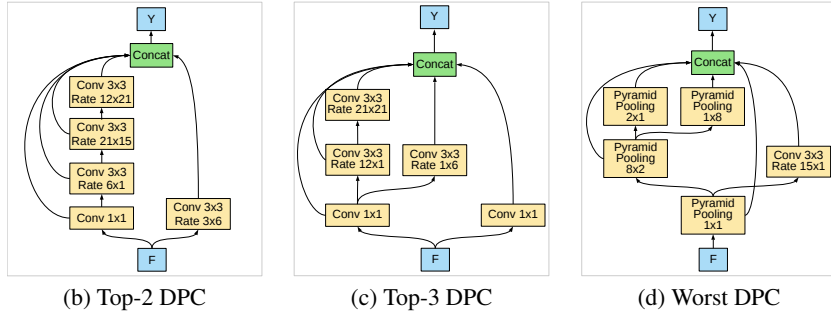 Y
Concat
Conv 3x3
Rate 12x21
Conv 3x3
Rate 21x15
Conv 3x3
Rate 6x1
Conv 1x1
Conv 3x3
Rate 3x6
F
(b) Top-2 DPC
Y
Concat
Conv 3x3
Rate 21x21
Conv 3x3
Rate 12x1
Conv 3x3
Rate 1x6
Conv 1x1
Conv 1x1
F
(c) Top-3 DPC
Y
Concat
Pyramid
Pooling
2x1
Pyramid
Pooling
1x8
Pyramid
Pooling
8x2
Conv 3x3
Rate 15x1
Pyramid
Pooling
1x1
F
(d) Worst DPC